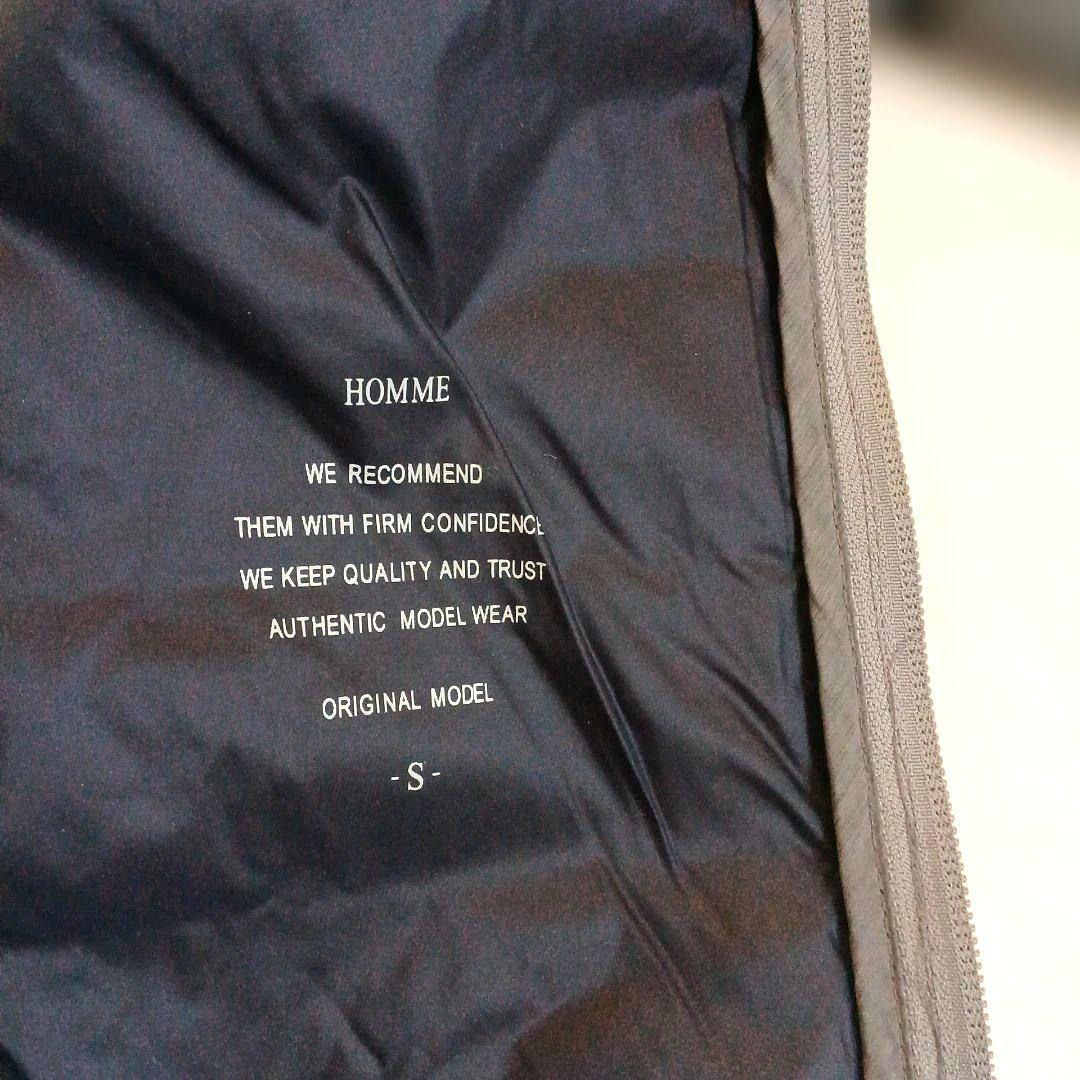 HOMME
WE RECOMMEND
THEM WITH FIRM CONFIDENCE
WE KEEP QUALITY AND TRUST
AUTHENTIC MODEL WEAR
ORIGINAL MODEL
- S -